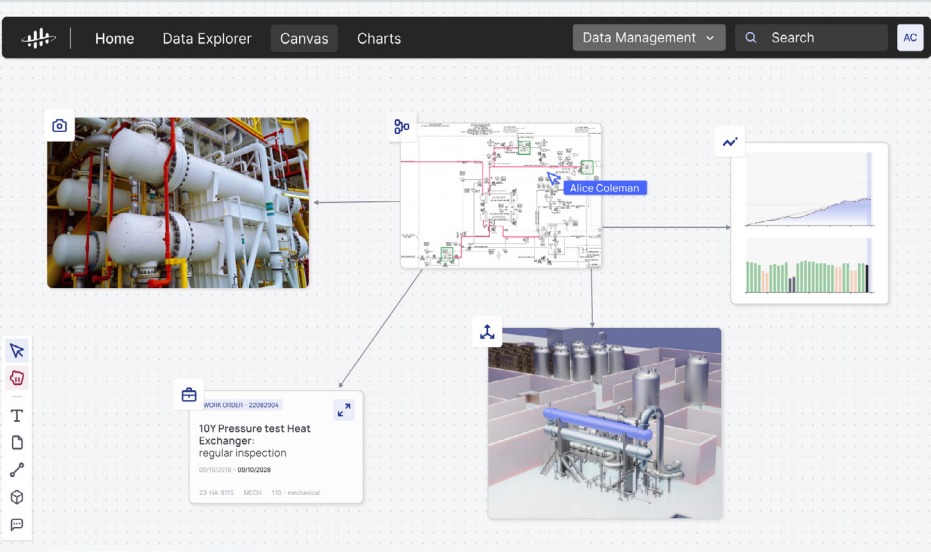 Home
Data Explorer
Canvas
Charts
Data Management
Search
AC
Alice Coleman
WORK ORDER - 22082904
10Y Pressure test Heat
Exchanger:
regular inspection
09/10/2018 - 09/10/2028
23-HA-9115 MECH 110 - mechanical
T